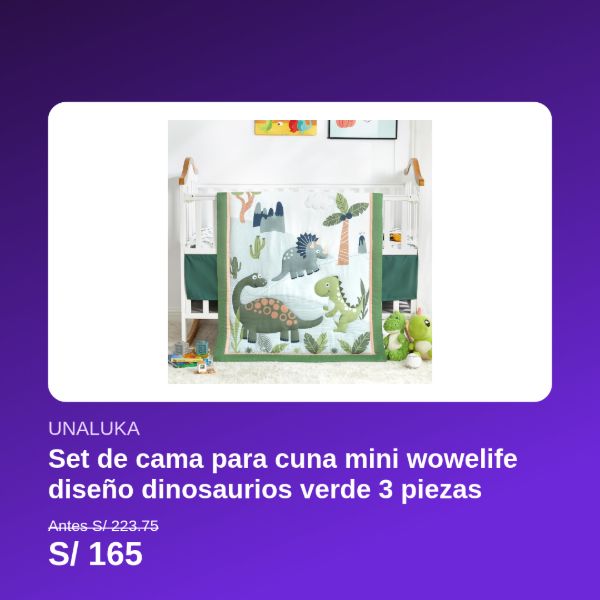 UNALUKA
Set de cama para cuna mini wowelife
diseño dinosaurios verde 3 piezas
Antes S/ 223.75
S/ 165